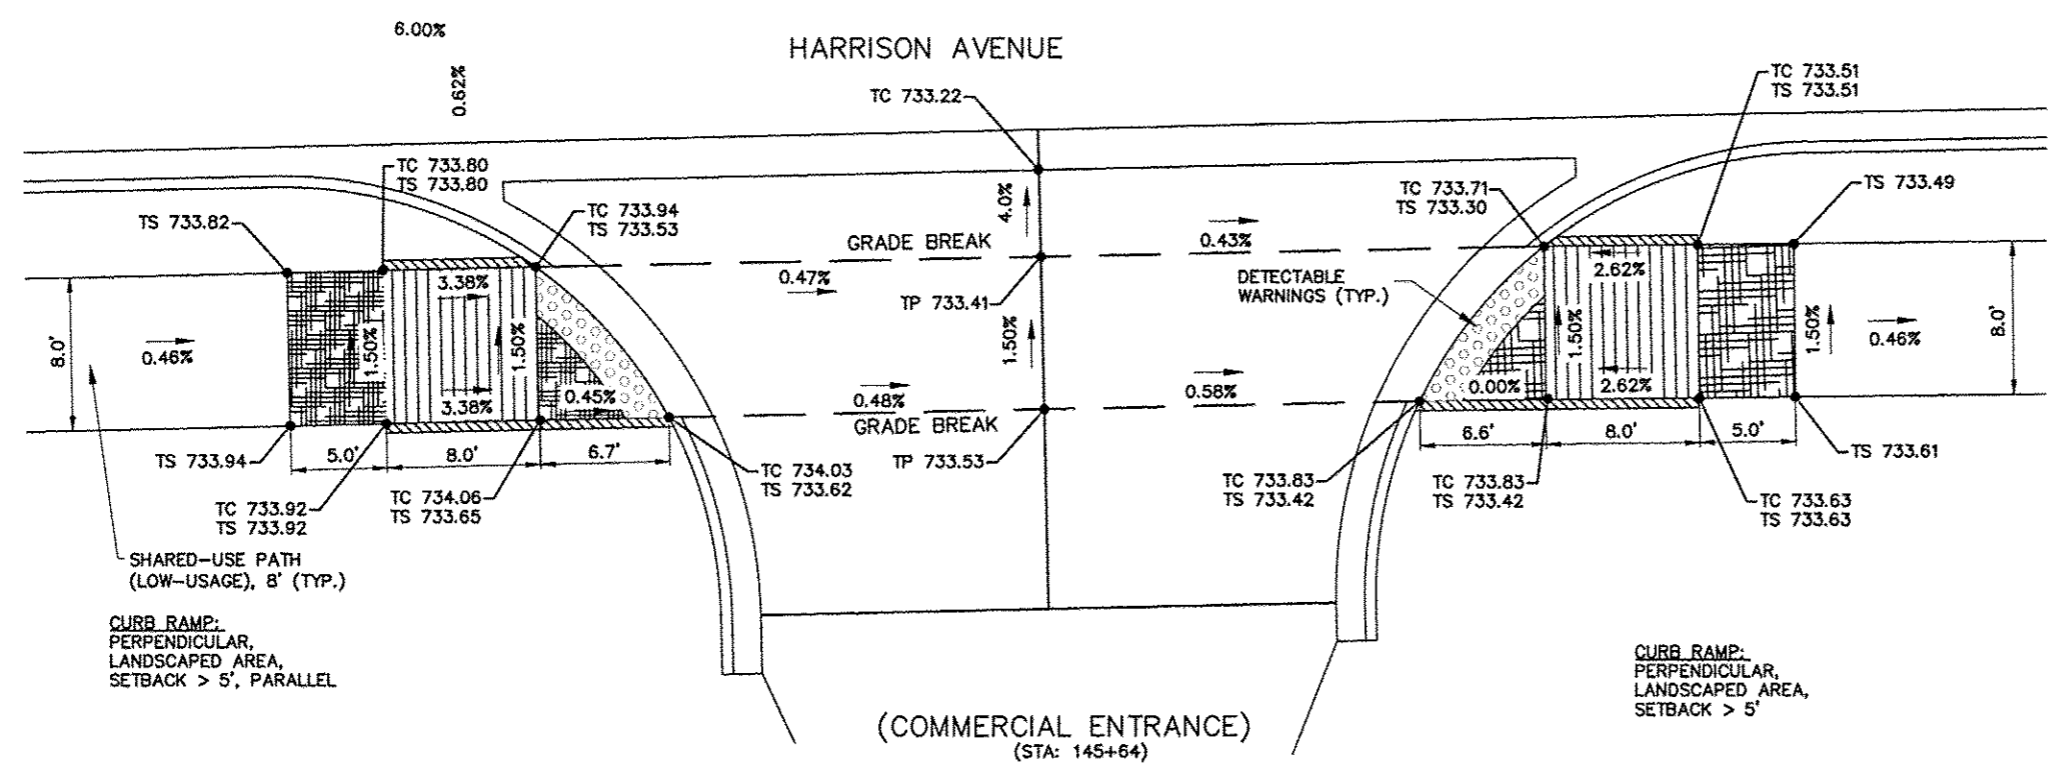 6.00%
HARRISON AVENUE
0.62%
TC 733.22
TC 733.51
TS 733.51
TC 733.80
TS 733.80
TS 733.82
TC 733.94
TS 733.53
4.0%
TC 733.71
TS 733.30
TS 733.49
GRADE BREAK
0.43%
0.47%
DETECTABLE
WARNINGS (TYP.)
TP 733.41
3.38%
2.62%
8.0'
0.46%
1.50%
1.50%
1.50%
1.50%
1.50%
0.46%
8.0'
3.38%
0.45%
0.48%
0.58%
0.00%
2.62%
GRADE BREAK
TS 733.94
5.0'
8.0'
6.7'
TP 733.53
6.6'
8.0'
5.0'
TS 733.61
TC 734.03
TS 733.62
TC 733.92
TS 733.92
TC 734.06
TS 733.65
TC 733.83
TS 733.42
TC 733.83
TS 733.42
TC 733.63
TS 733.63
SHARED-USE PATH
(LOW-USAGE), 8' (TYP.)
CURB RAMP:
PERPENDICULAR,
LANDSCAPED AREA,
SETBACK > 5', PARALLEL
CURB RAMP:
PERPENDICULAR,
LANDSCAPED AREA,
SETBACK > 5'
(COMMERCIAL ENTRANCE)
(STA: 145+64)